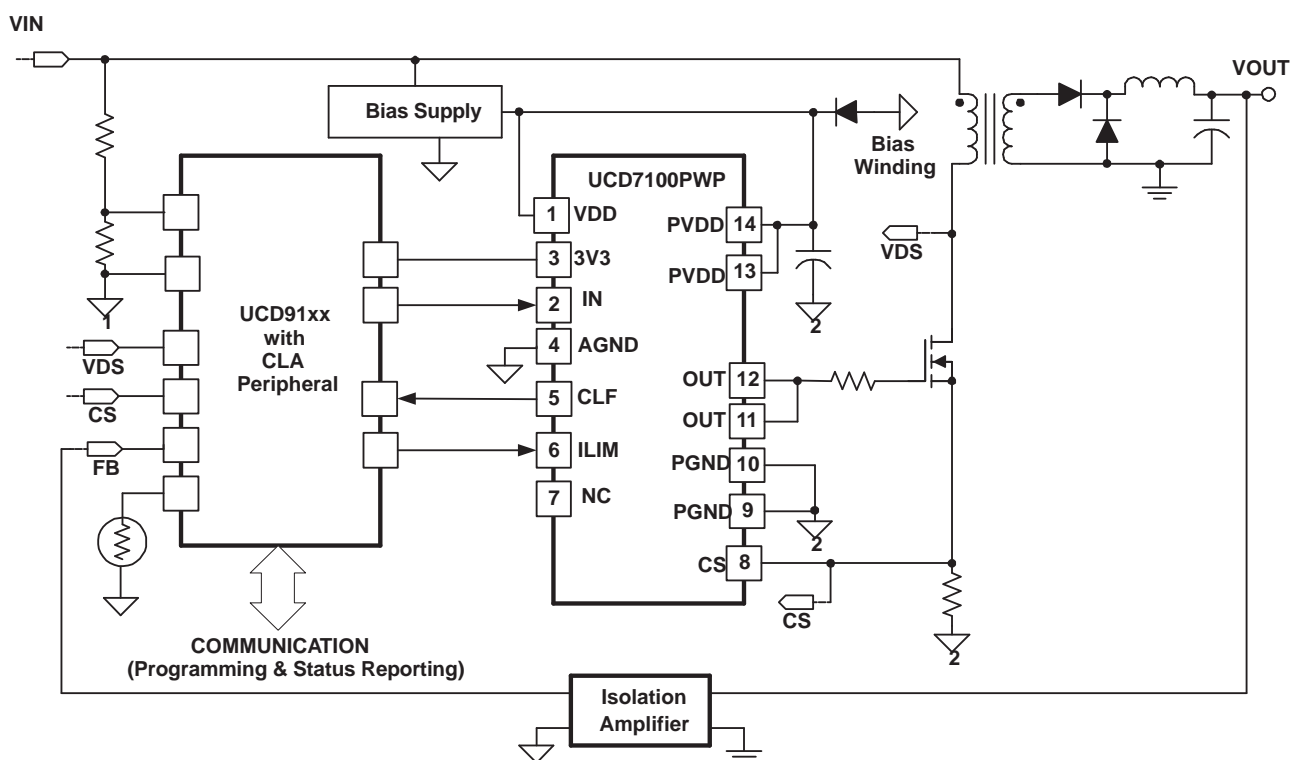 VIN
VOUT
Bias Supply
Bias
Winding
UCD7100PWP
1 VDD
3 3V3
2 IN
4 AGND
5 CLF
6 ILIM
7 NC
PVDD 14
PVDD 13
2
OUT 12
OUT 11
PGND 10
PGND 9
2
CS 8
VDS
CS
2
UCD91xx
with
CLA
Peripheral
1
VDS
CS
FB
COMMUNICATION
(Programming & Status Reporting)
Isolation
Amplifier